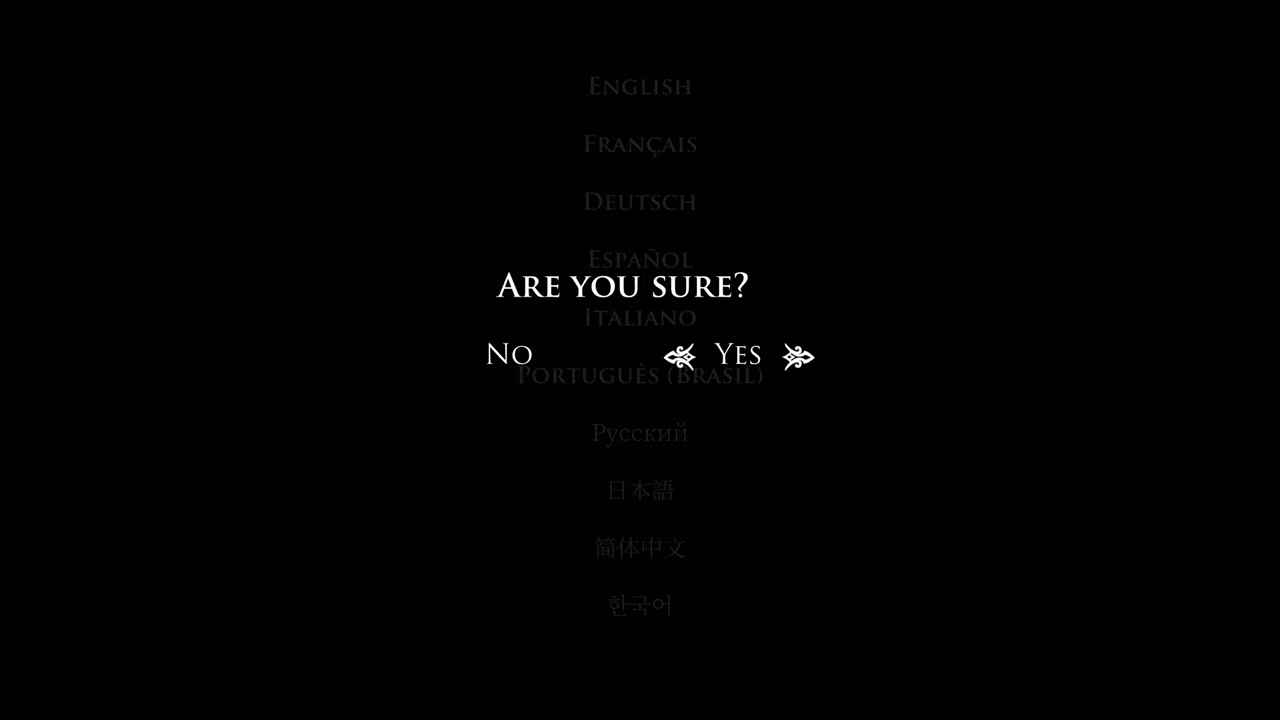 English
Français
Deutsch
Español
Are you sure?
Italiano
No Yes
Português (Brasil)
Русский
日本語
简体中文
한국어